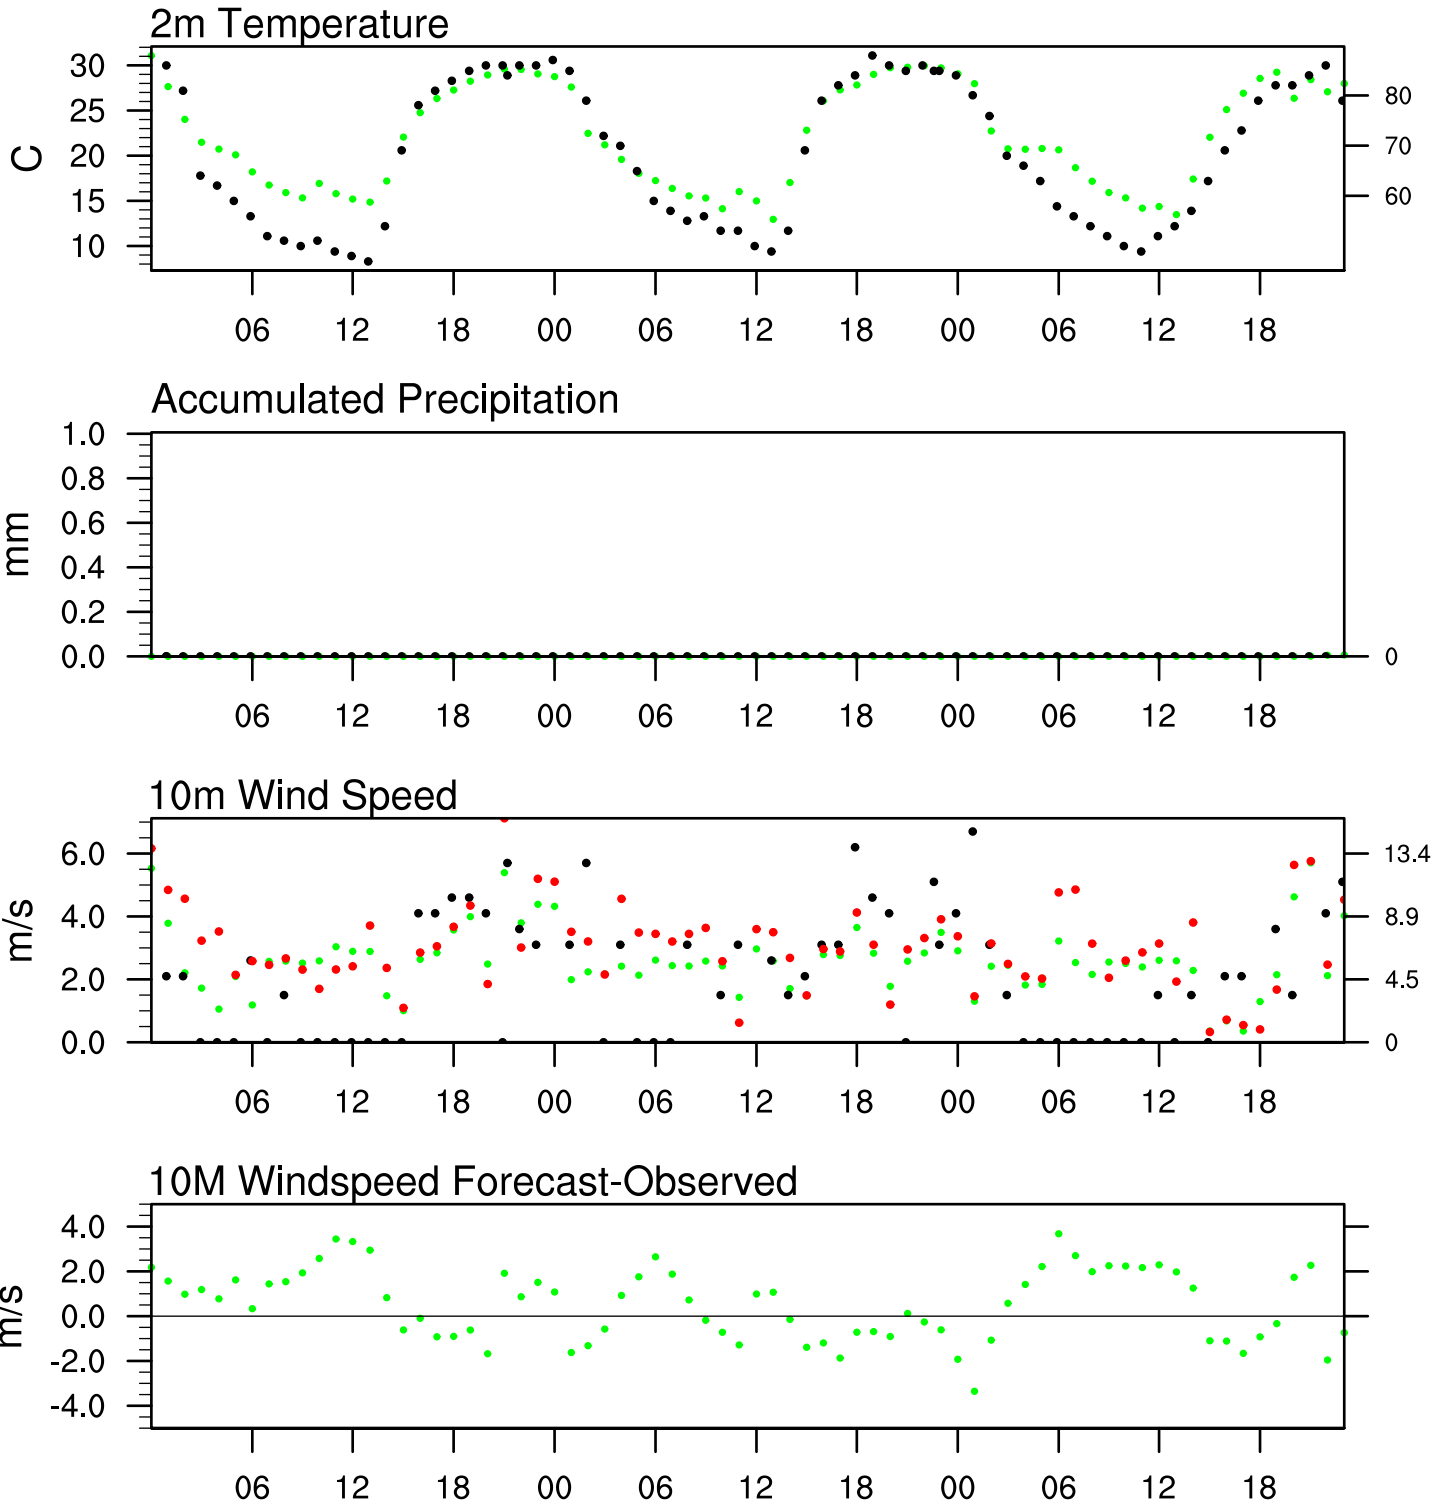 2m Temperature
30
25
20
15
10
C
80
70
60
06 12 18 00 06 12 18 00 06 12 18
Accumulated Precipitation
1.0
0.8
0.6
0.4
0.2
0.0
mm
0
06 12 18 00 06 12 18 00 06 12 18
10m Wind Speed
6.0
4.0
2.0
0.0
m/s
13.4
8.9
4.5
0
06 12 18 00 06 12 18 00 06 12 18
10M Windspeed Forecast-Observed
4.0
2.0
0.0
-2.0
-4.0
m/s
06 12 18 00 06 12 18 00 06 12 18